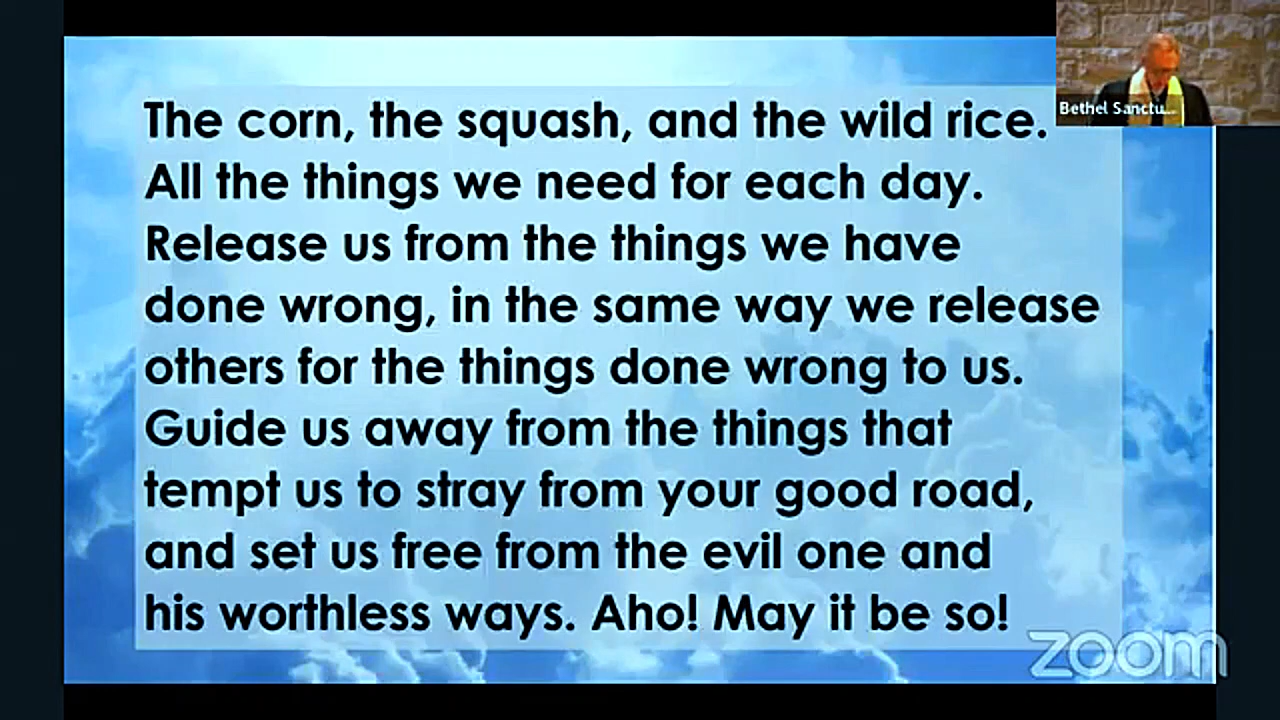 The corn, the squash, and the wild rice.
All the things we need for each day.
Release us from the things we have
done wrong, in the same way we release
others for the things done wrong to us.
Guide us away from the things that
tempt us to stray from your good road,
and set us free from the evil one and
his worthless ways. Aho! May it be so!
Bethel Sanctu...
zoom